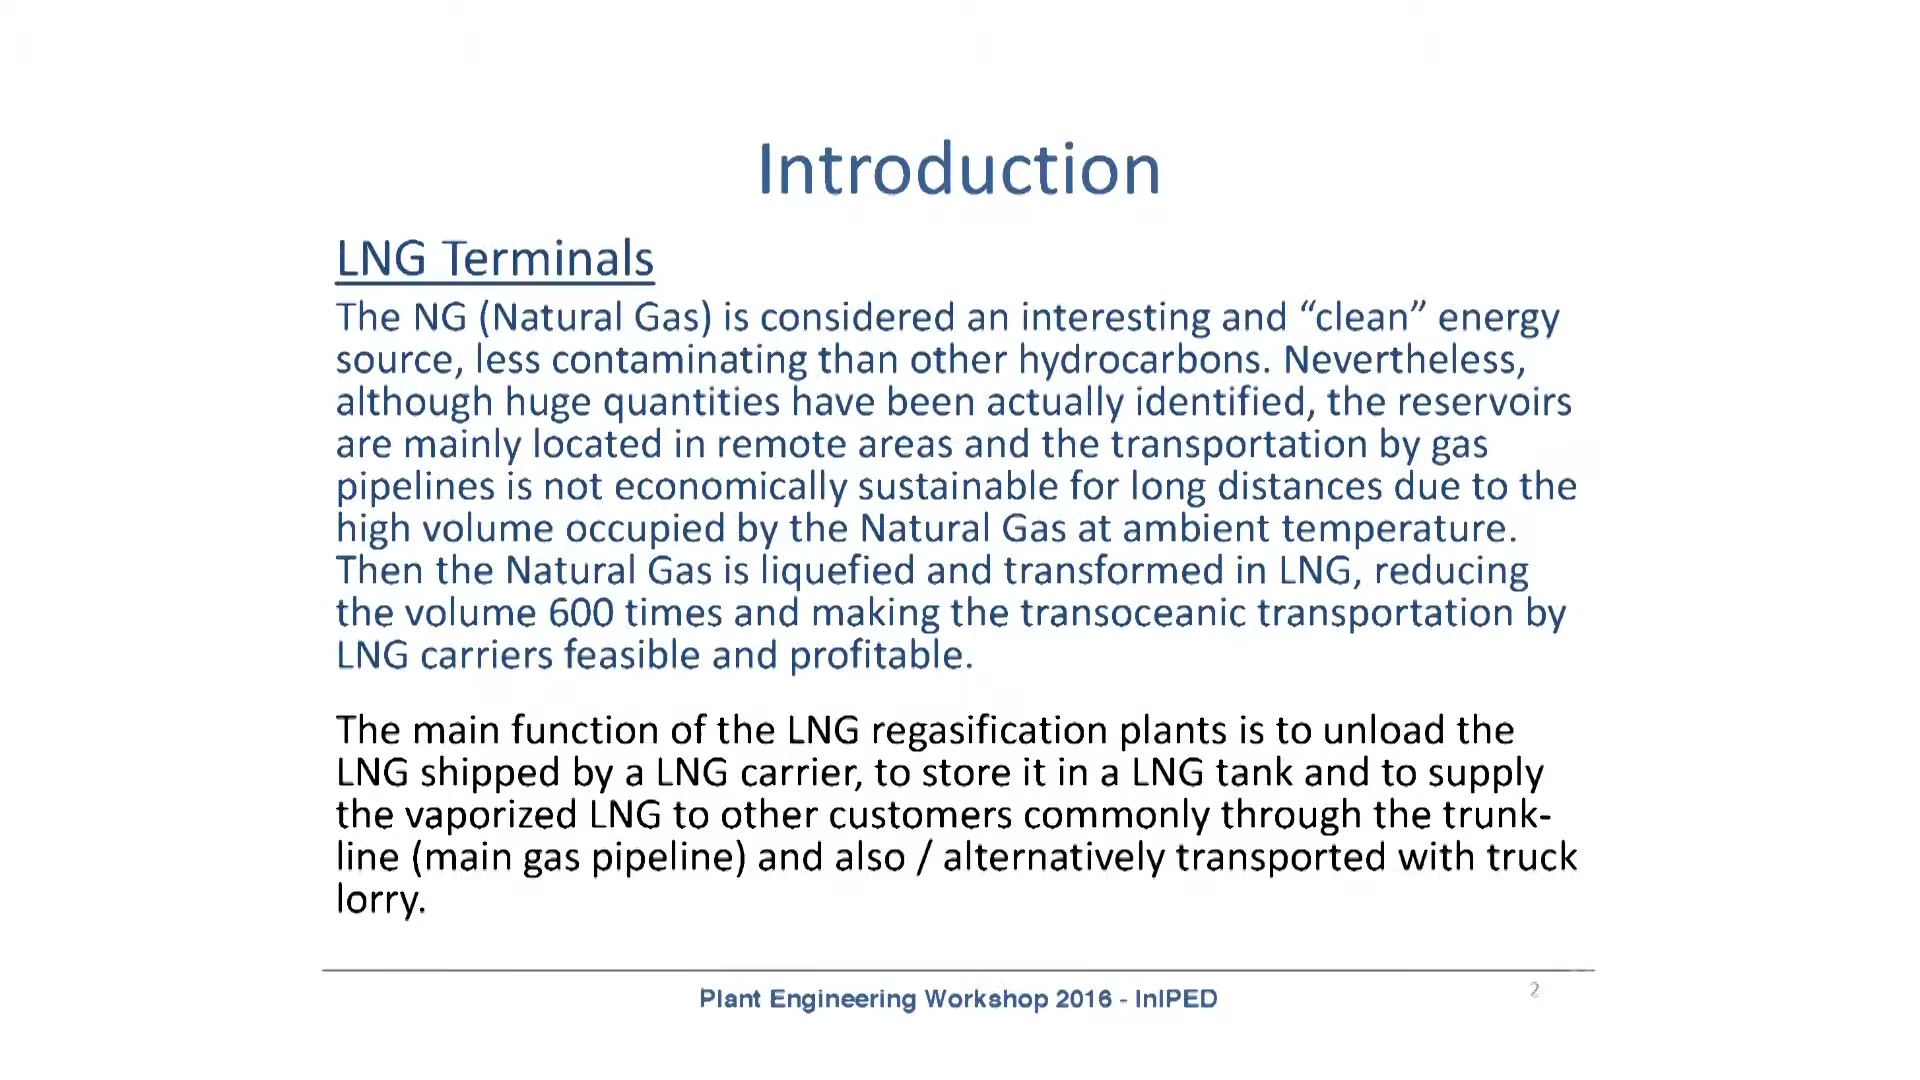 Introduction
LNG Terminals
The NG (Natural Gas) is considered an interesting and “clean” energy
source, less contaminating than other hydrocarbons. Nevertheless,
although huge quantities have been actually identified, the reservoirs
are mainly located in remote areas and the transportation by gas
pipelines is not economically sustainable for long distances due to the
high volume occupied by the Natural Gas at ambient temperature.
Then the Natural Gas is liquefied and transformed in LNG, reducing
the volume 600 times and making the transoceanic transportation by
LNG carriers feasible and profitable.
The main function of the LNG regasification plants is to unload the
LNG shipped by a LNG carrier, to store it in a LNG tank and to supply
the vaporized LNG to other customers commonly through the trunk-
line (main gas pipeline) and also / alternatively transported with truck
lorry.
Plant Engineering Workshop 2016 - InIPED
2